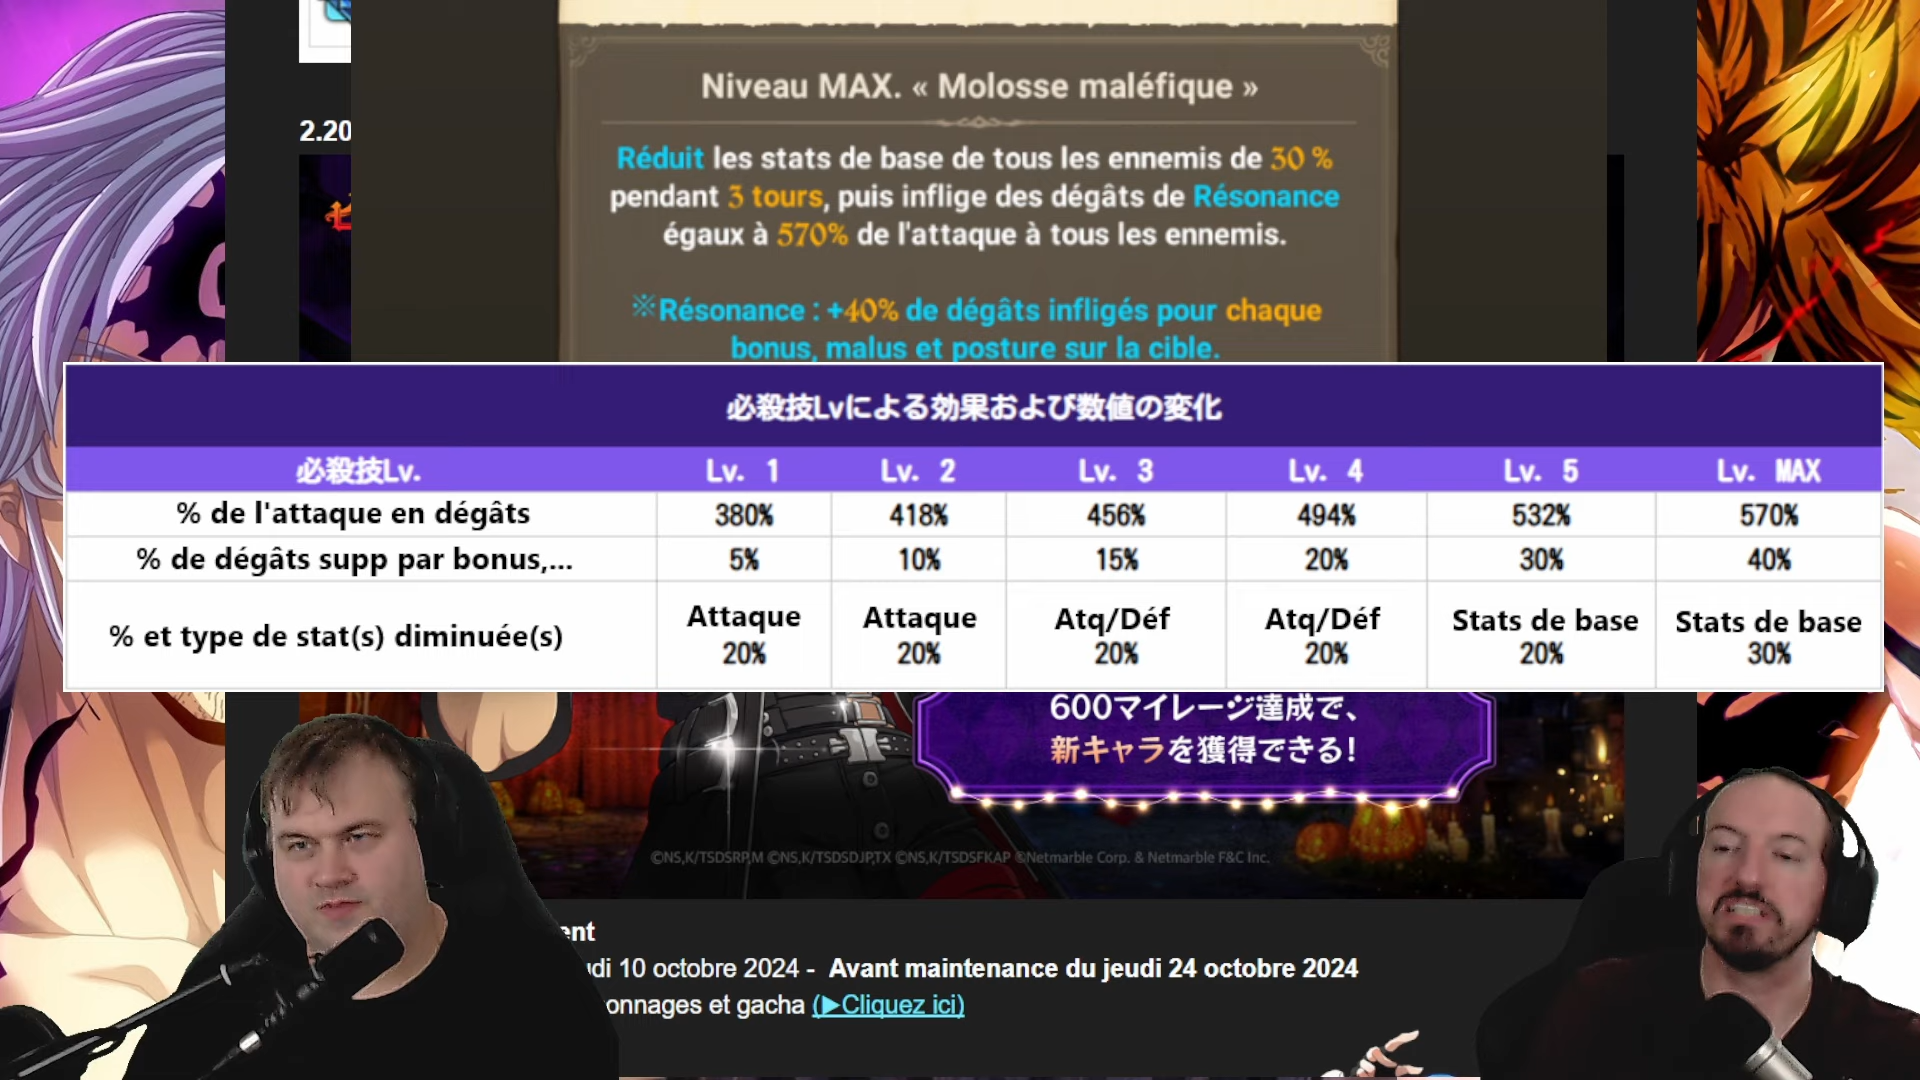 2.20
Niveau MAX. « Molosse maléfique »
Réduit les stats de base de tous les ennemis de 30 %
pendant 3 tours, puis inflige des dégâts de Résonance
égaux à 570% de l'attaque à tous les ennemis.
※Résonance : +40% de dégâts infligés pour chaque
bonus, malus et posture sur la cible.
必殺技Lvによる効果および数値の変化
必殺技Lv. Lv. 1 Lv. 2 Lv. 3 Lv. 4 Lv. 5 Lv. MAX
% de l'attaque en dégâts 380% 418% 456% 494% 532% 570%
% de dégâts supp par bonus,... 5% 10% 15% 20% 30% 40%
% et type de stat(s) diminuée(s) Attaque Attaque Atq/Déf Atq/Déf Stats de base Stats de base
20% 20% 20% 20% 20% 30%
600マイレージ達成で、
新キャラを獲得できる!
©NS,K/TSDSRP,M ©NS,K/TSDSDJP,TX ©NS,K/TSDSFKAP ©Netmarble Corp. & Netmarble F&C Inc.
ent
udi 10 octobre 2024 - Avant maintenance du jeudi 24 octobre 2024
onnages et gacha (▶Cliquez ici)